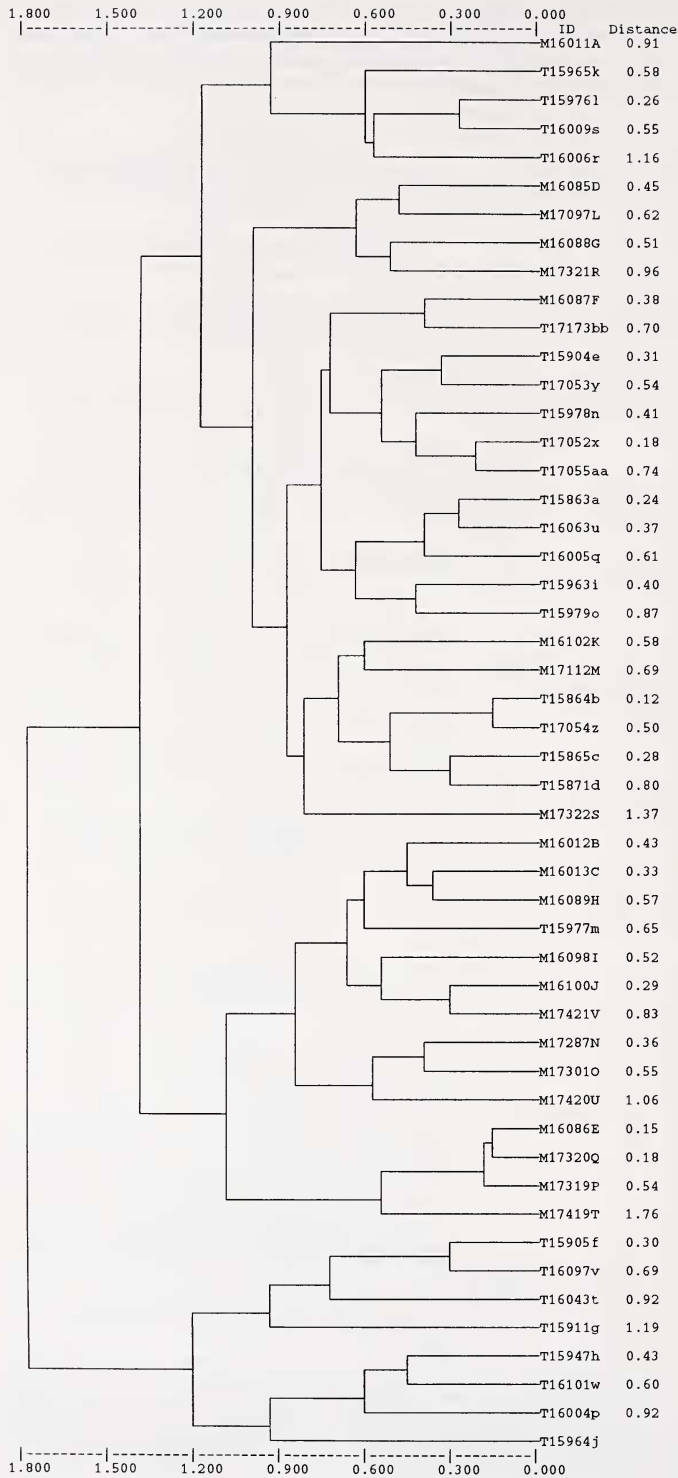 1.800 1.500 1.200 0.900 0.600 0.300 0.000
ID Distance
M16011A 0.91
T15965k 0.58
T15976l 0.26
T16009s 0.55
T16006r 1.16
M16085D 0.45
M17097L 0.62
M16088G 0.51
M17321R 0.96
M16087F 0.38
T17173bb 0.70
T15904e 0.31
T17053y 0.54
T15978n 0.41
T17052x 0.18
T17055aa 0.74
T15863a 0.24
T16063u 0.37
T16005q 0.61
T15963i 0.40
T15979o 0.87
M16102K 0.58
M17112M 0.69
T15864b 0.12
T17054z 0.50
T15865c 0.28
T15871d 0.80
M17322S 1.37
M16012B 0.43
M16013C 0.33
M16089H 0.57
T15977m 0.65
M16098I 0.52
M16100J 0.29
M17421V 0.83
M17287N 0.36
M17301O 0.55
M17420U 1.06
M16086E 0.15
M17320Q 0.18
M17319P 0.54
M17419T 1.76
T15905f 0.30
T16097v 0.69
T16043t 0.92
T15911g 1.19
T15947h 0.43
T16101w 0.60
T16004p 0.92
T15964j
1.800 1.500 1.200 0.900 0.600 0.300 0.000